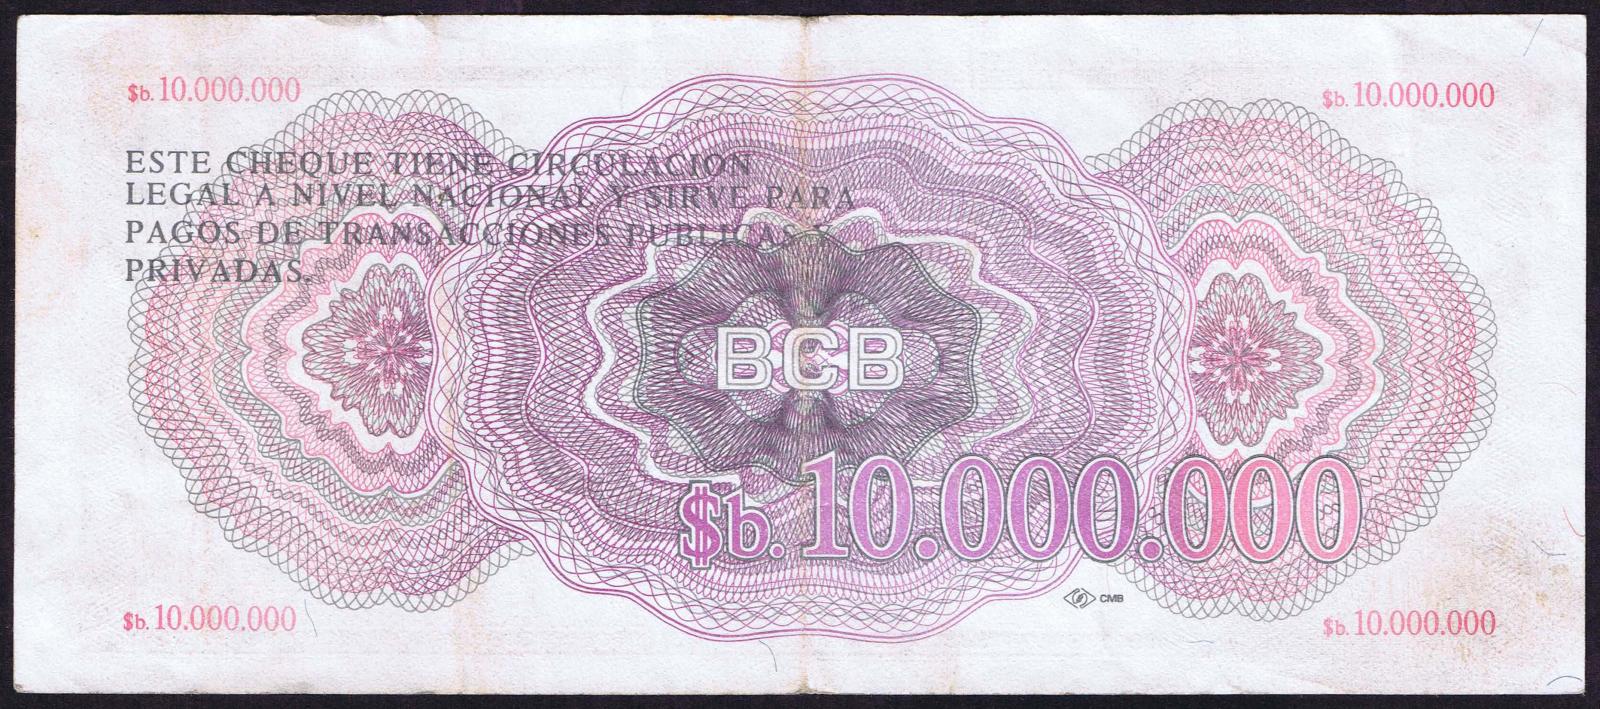 $b. 10.000.000
$b. 10.000.000
ESTE CHEQUE TIENE CIRCULACION
LEGAL A NIVEL NACIONAL Y SIRVE PARA
PAGOS DE TRANSACCIONES PUBLICAS Y
PRIVADAS.
BCB
$b. 10.000.000
CMB
$b. 10.000.000
$b. 10.000.000